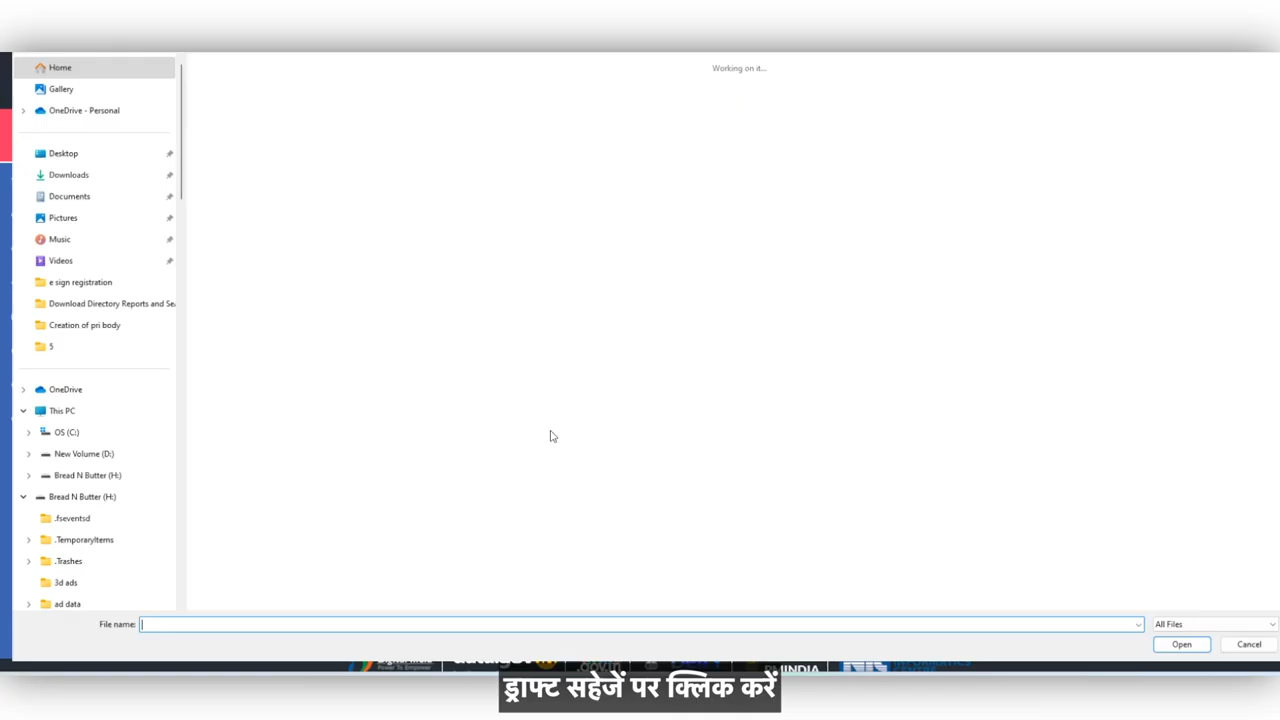 Home
Working on it...
Gallery
OneDrive - Personal
Desktop
Downloads
Documents
Pictures
Music
Videos
e sign registration
Download Directory Reports and Se
Creation of pri body
5
OneDrive
This PC
OS (C:)
New Volume (D:)
Bread N Butter (H:)
Bread N Butter (H:)
.fseventsd
.TemporaryItems
.Trashes
3d ads
ad data
File name:
All Files
Open
Cancel
PMINDIA
ड्राफ्ट सहेजें पर क्लिक करें